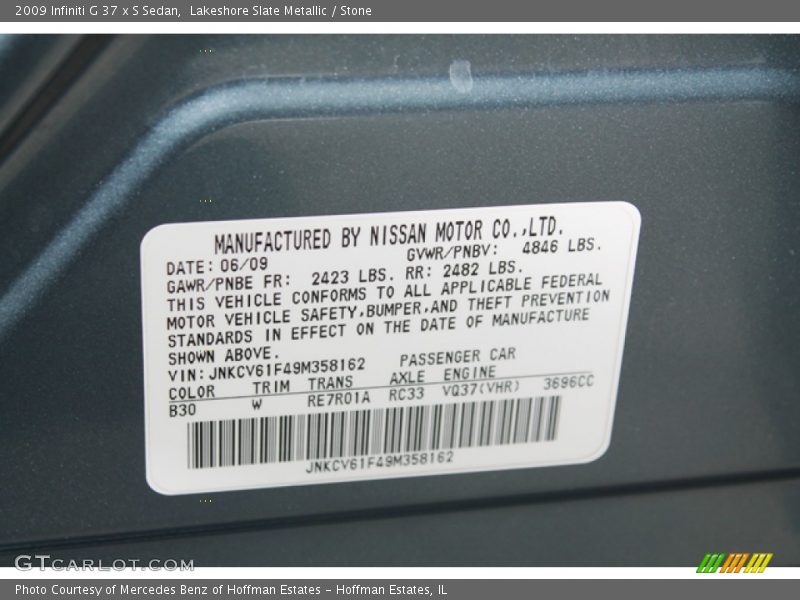 2009 Infiniti G 37 x S Sedan,  Lakeshore Slate Metallic / Stone
MANUFACTURED BY NISSAN MOTOR CO.,LTD.
DATE: 06/09 GVWR/PNBV: 4846 LBS.
GAWR/PNBE FR: 2423 LBS. RR: 2482 LBS.
THIS VEHICLE CONFORMS TO ALL APPLICABLE FEDERAL
MOTOR VEHICLE SAFETY,BUMPER,AND THEFT PREVENTION
STANDARDS IN EFFECT ON THE DATE OF MANUFACTURE
SHOWN ABOVE.
VIN: JNKCV61F49M358162 PASSENGER CAR
COLOR TRIM TRANS AXLE ENGINE
B30 W RE7R01A RC33 VQ37(VHR) 3696CC
JNKCV61F49M358162
GTCARLOT.COM
Photo Courtesy of Mercedes Benz of Hoffman Estates - Hoffman Estates, IL